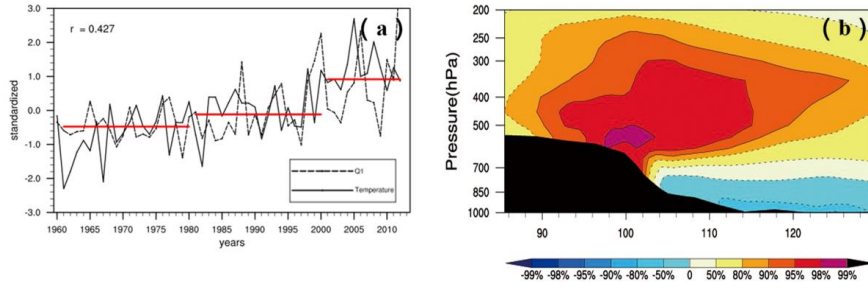 3.0
2.0
1.0
0.0
-1.0
-2.0
-3.0
standardized
r = 0.427
( a )
Q1
Temperature
1960 1965 1970 1975 1980 1985 1990 1995 2000 2005 2010
years
200
300
400
500
700
850
1000
Pressure(hPa)
( b )
90 100 110 120
-99% -98% -95% -90% -80% -50% 0 50% 80% 90% 95% 98% 99%